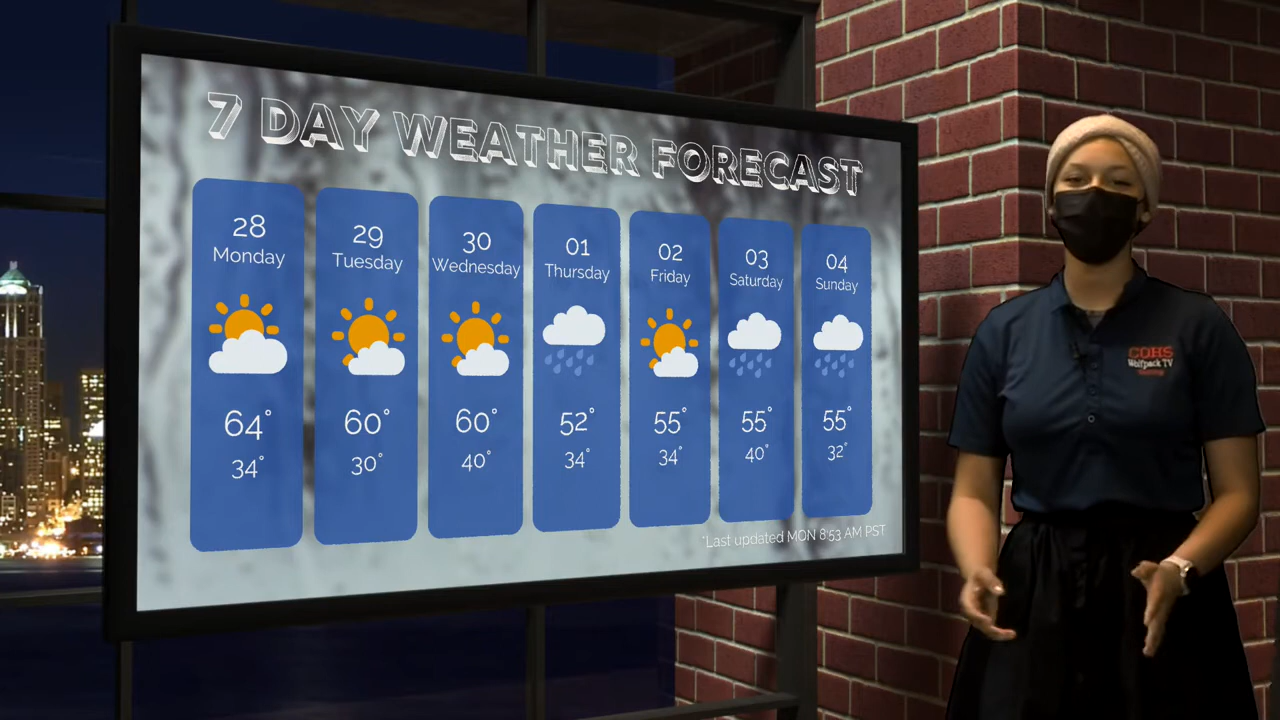 7 DAY WEATHER FORECAST
28
Monday
64°
34°
29
Tuesday
60°
30°
30
Wednesday
60°
40°
01
Thursday
52°
34°
02
Friday
55°
34°
03
Saturday
55°
40°
04
Sunday
55°
32°
*Last updated MON 8:53 AM PST
COHS
Wolfpack TV